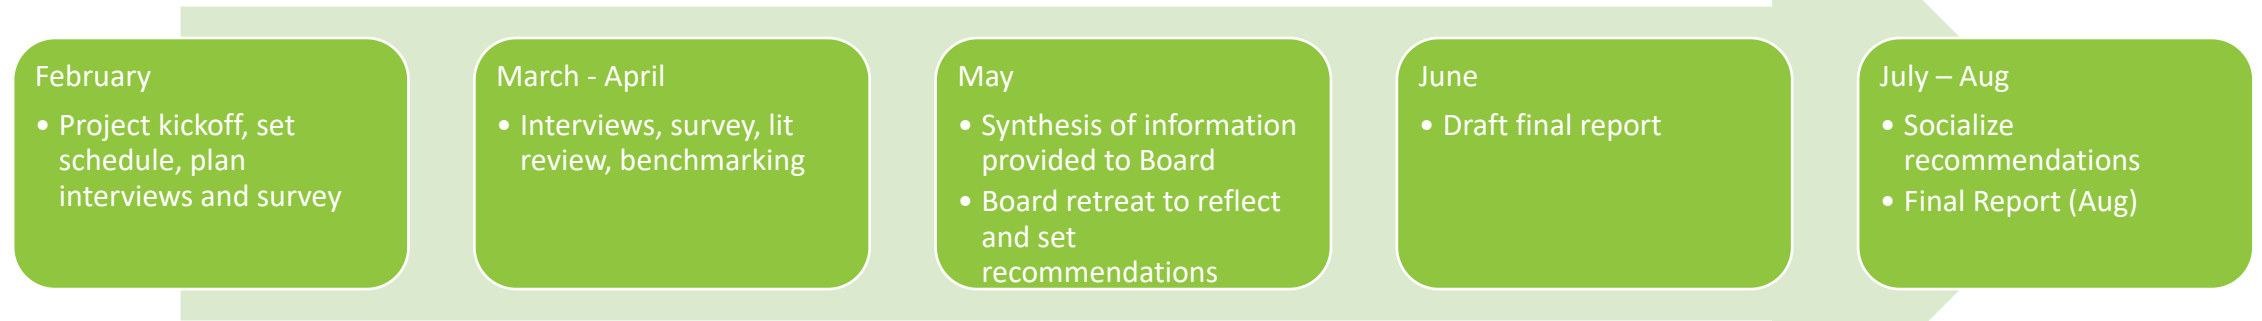 February
• Project kickoff, set
schedule, plan
interviews and survey
March - April
• Interviews, survey, lit
review, benchmarking
May
• Synthesis of information
provided to Board
• Board retreat to reflect
and set
recommendations
June
• Draft final report
July – Aug
• Socialize
recommendations
• Final Report (Aug)